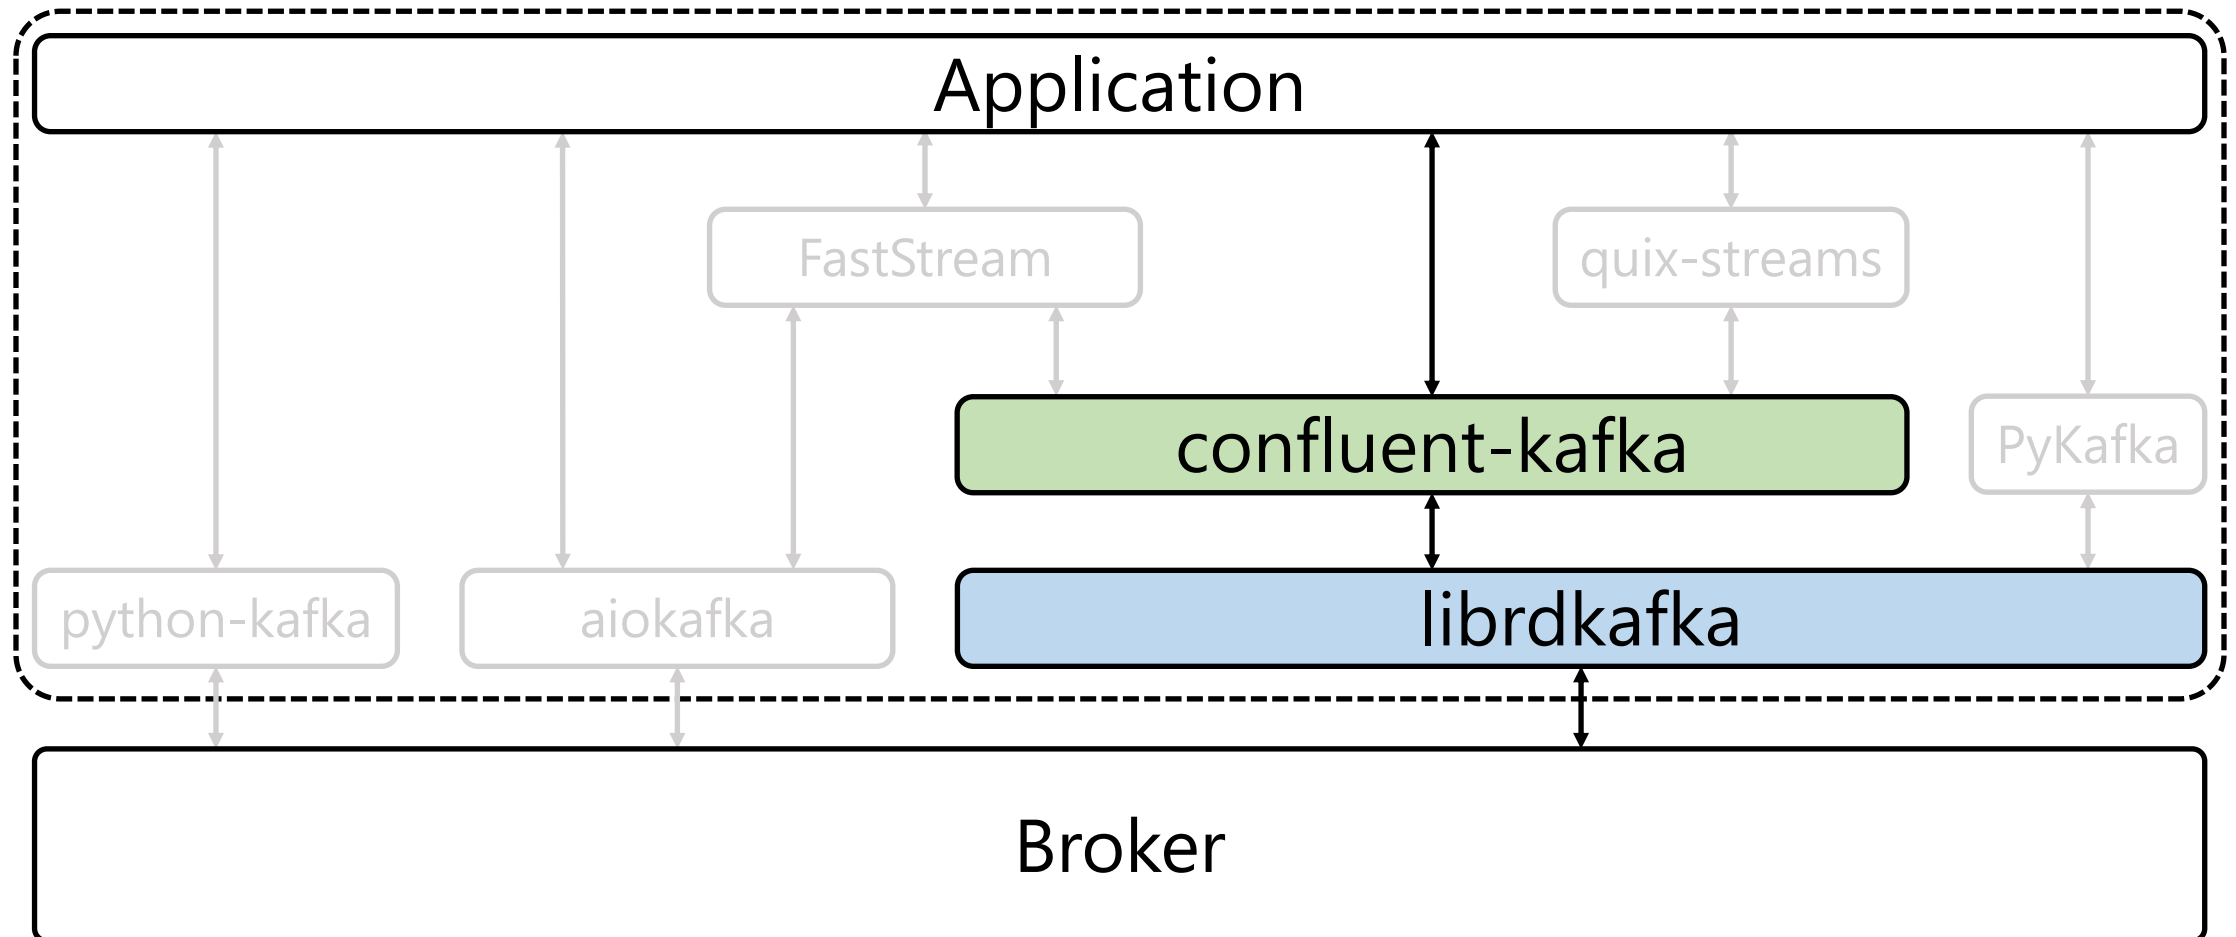 Application
FastStream
quix-streams
confluent-kafka
PyKafka
python-kafka
aiokafka
librdkafka
Broker